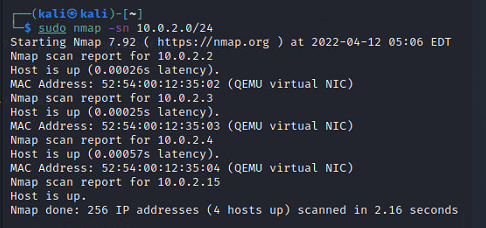 ┌──(kali㉿kali)-[~]
└─$ sudo nmap -sn 10.0.2.0/24
Starting Nmap 7.92 ( https://nmap.org ) at 2022-04-12 05:06 EDT
Nmap scan report for 10.0.2.2
Host is up (0.00026s latency).
MAC Address: 52:54:00:12:35:02 (QEMU virtual NIC)
Nmap scan report for 10.0.2.3
Host is up (0.00025s latency).
MAC Address: 52:54:00:12:35:03 (QEMU virtual NIC)
Nmap scan report for 10.0.2.4
Host is up (0.00057s latency).
MAC Address: 52:54:00:12:35:04 (QEMU virtual NIC)
Nmap scan report for 10.0.2.15
Host is up.
Nmap done: 256 IP addresses (4 hosts up) scanned in 2.16 seconds